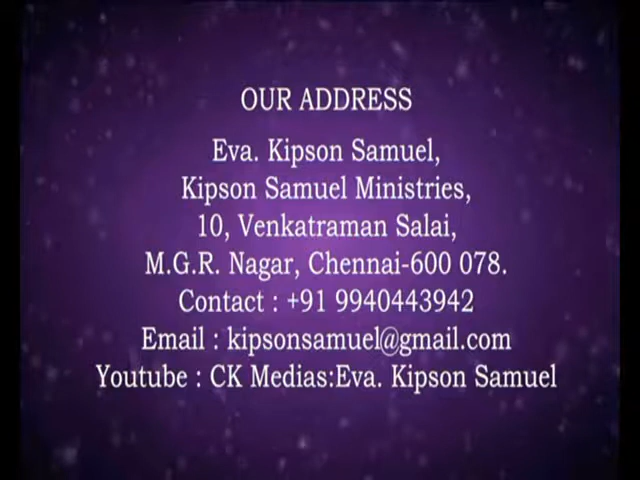 OUR ADDRESS
Eva. Kipson Samuel,
Kipson Samuel Ministries,
10, Venkatraman Salai,
M.G.R. Nagar, Chennai-600 078.
Contact : +91 9940443942
Email : kipsonsamuel@gmail.com
Youtube : CK Medias:Eva. Kipson Samuel